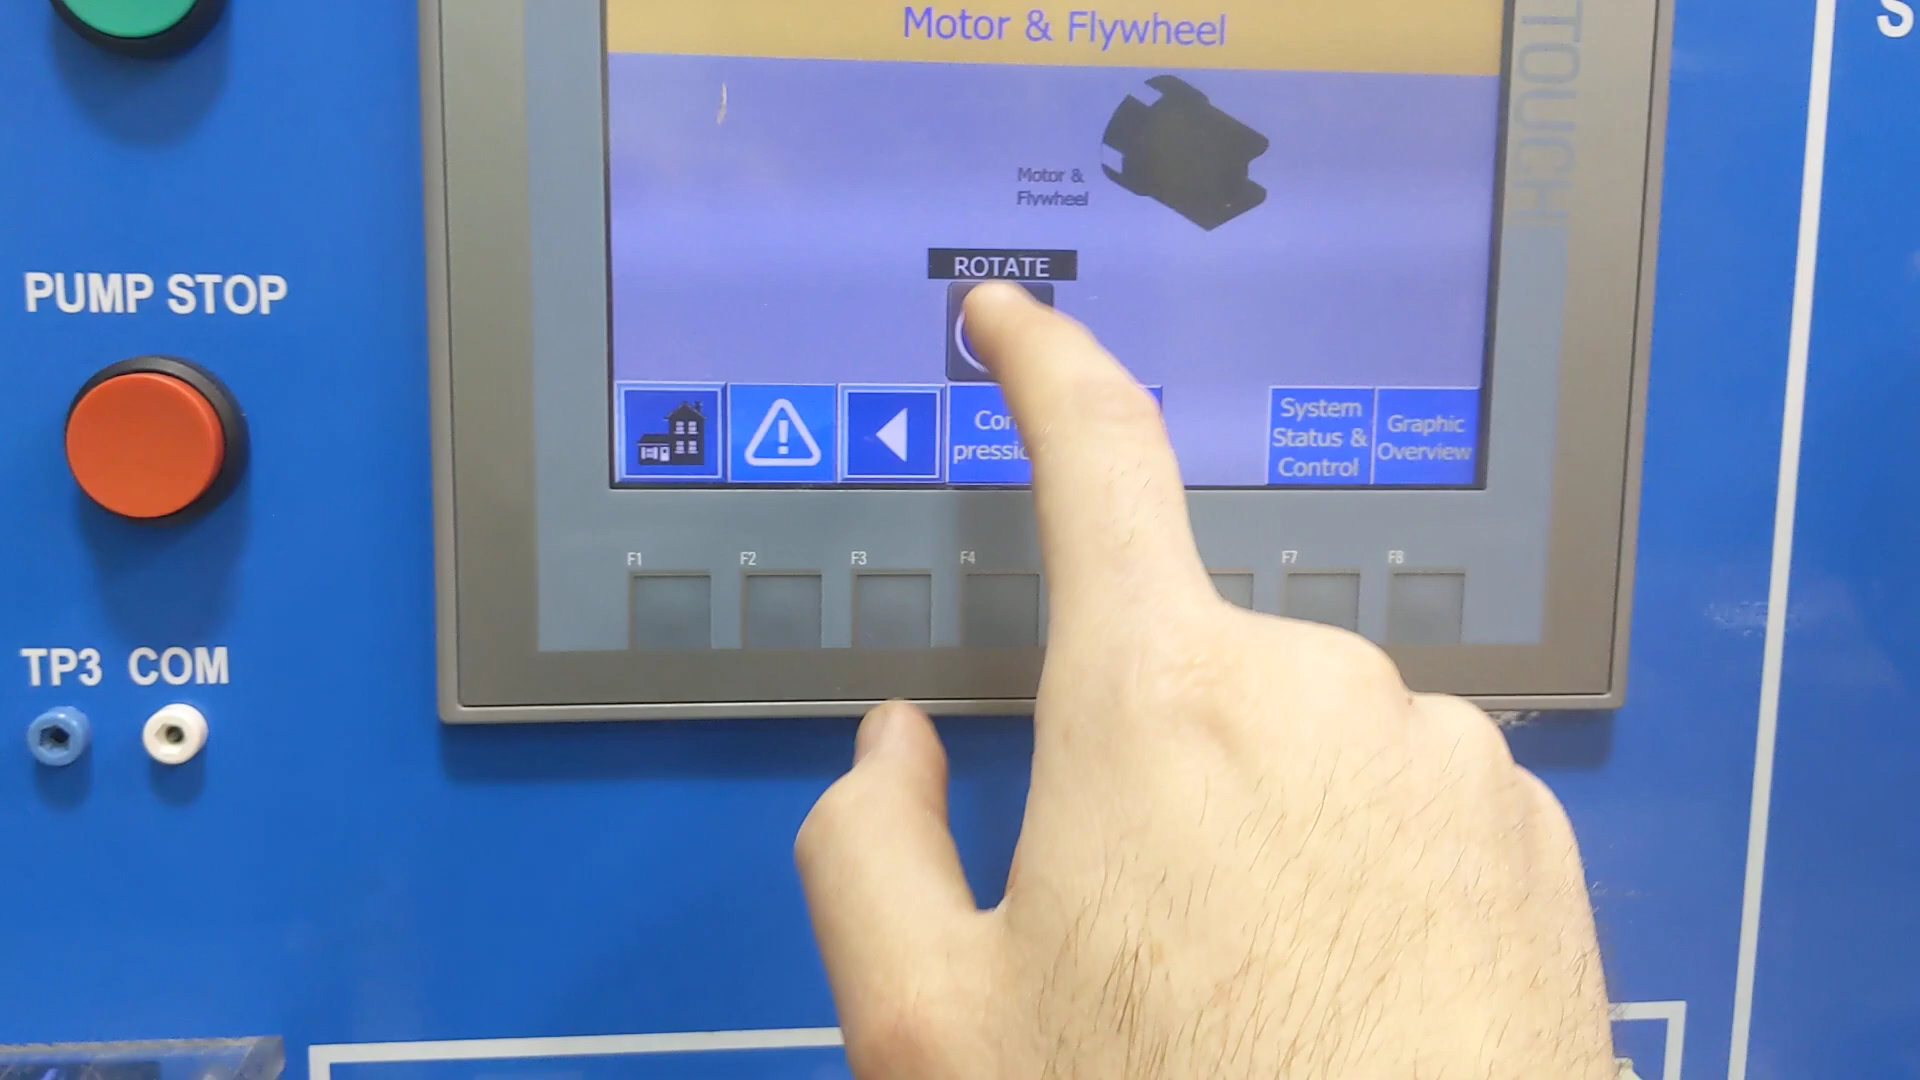 Motor & Flywheel
TOUCH
S
Motor &
Flywheel
ROTATE
PUMP STOP
System
Status &
Control
Graphic
Overview
F1 F2 F3 F4 F7 F8
TP3 COM